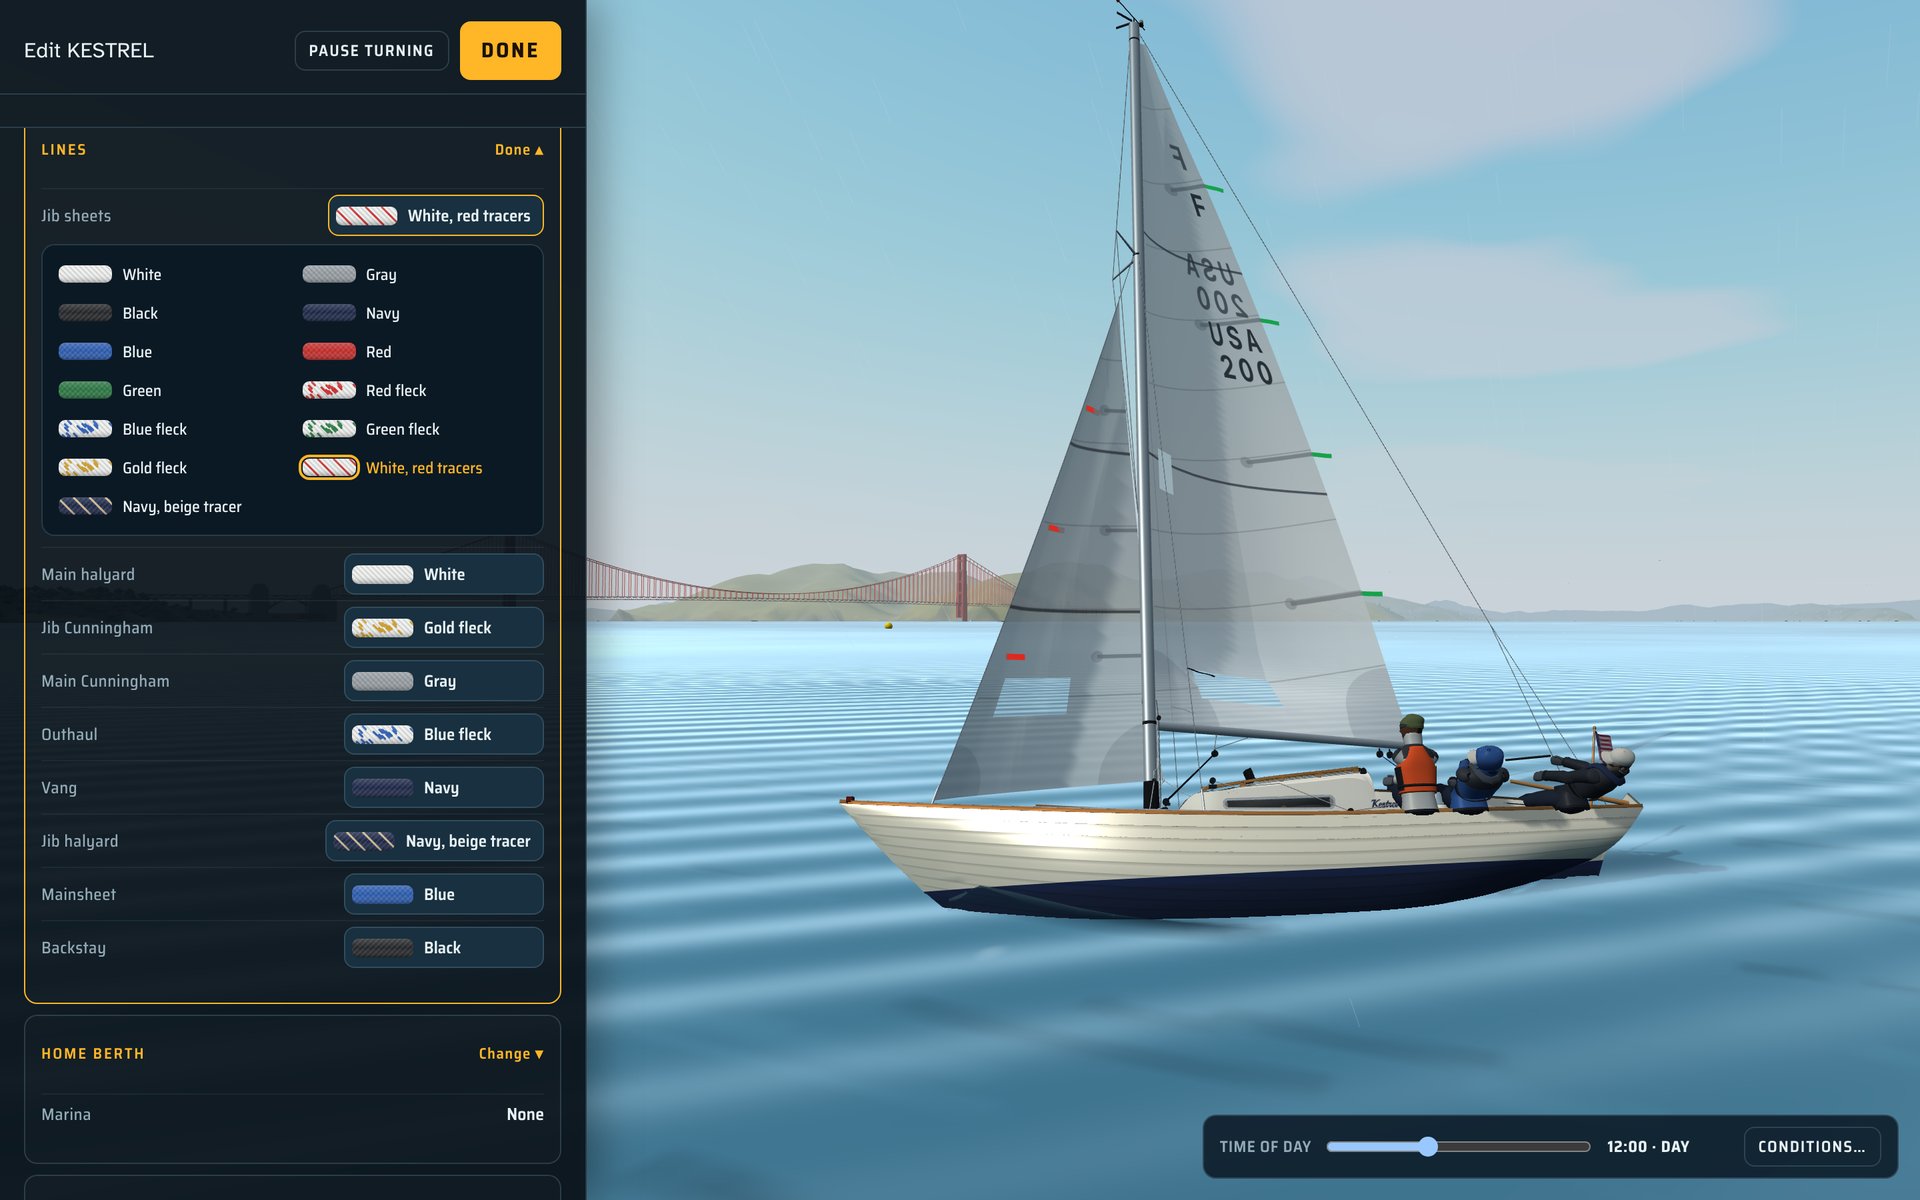 Edit KESTREL
PAUSE TURNING
DONE
LINES
Done ▲
Jib sheets
White, red tracers
White
Gray
Black
Navy
Blue
Red
Green
Red fleck
Blue fleck
Green fleck
Gold fleck
White, red tracers
Navy, beige tracer
Main halyard
White
Jib Cunningham
Gold fleck
Main Cunningham
Gray
Outhaul
Blue fleck
Vang
Navy
Jib halyard
Navy, beige tracer
Mainsheet
Blue
Backstay
Black
HOME BERTH
Change ▼
Marina
None
F
F
USA
200
USA
200
Kestrel
TIME OF DAY
12:00 · DAY
CONDITIONS...